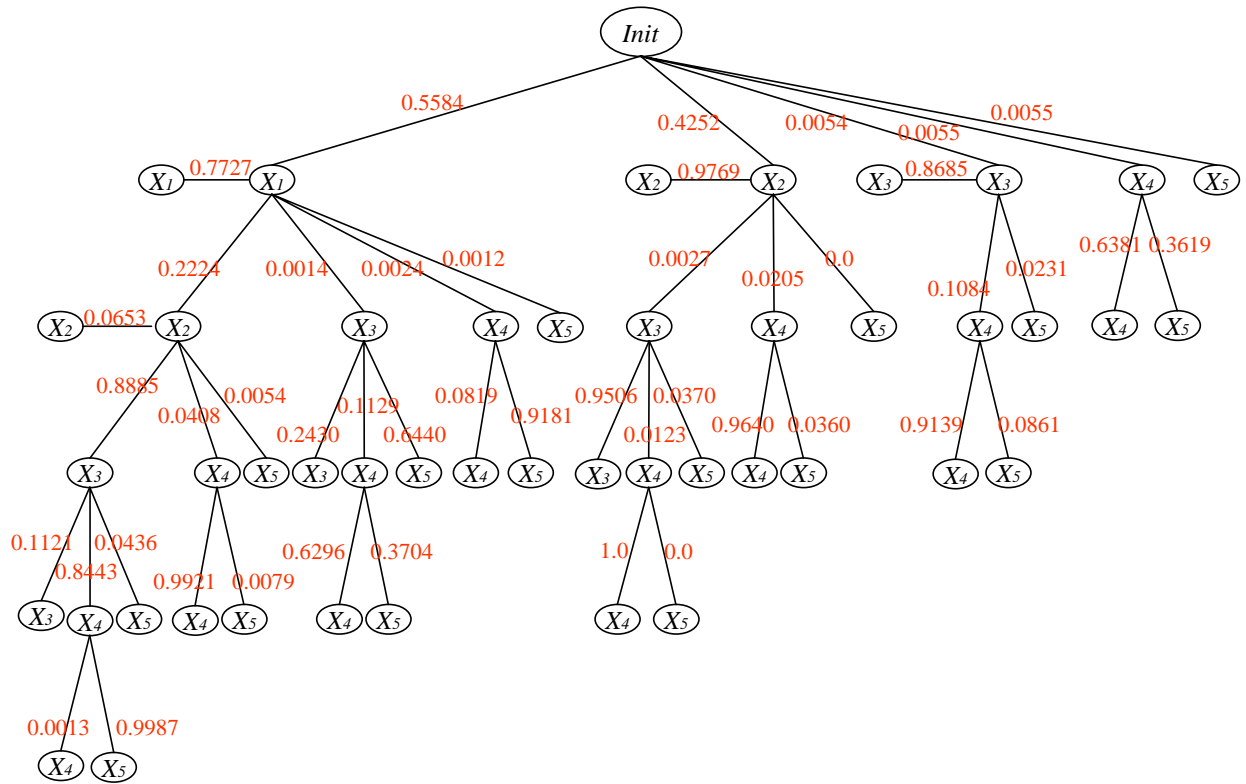 Init
0.5584
0.4252
0.0054
0.0055
0.0055
X1 0.7727 X1
X2 0.9769 X2
X3 0.8685 X3
X4
X5
0.2224 0.0014 0.0024 0.0012
0.0027 0.0205 0.0
0.1084 0.0231
0.6381 0.3619
X2 0.0653 X2 X3 X4 X5
X3 X4 X5
X4 X5
X4 X5
0.8885 0.0408 0.0054
0.2430 0.1129 0.6440
0.0819 0.9181
0.9506 0.0123 0.0370
0.9640 0.0360
0.9139 0.0861
X3 X4 X5 X3 X4 X5 X4 X5
X3 X4 X5 X4 X5
X4 X5
0.1121 0.8443 0.0436
0.9921 0.0079
0.6296 0.3704
1.0 0.0
X3 X4 X5 X4 X5 X4 X5 X4 X5
0.0013 0.9987
X4 X5